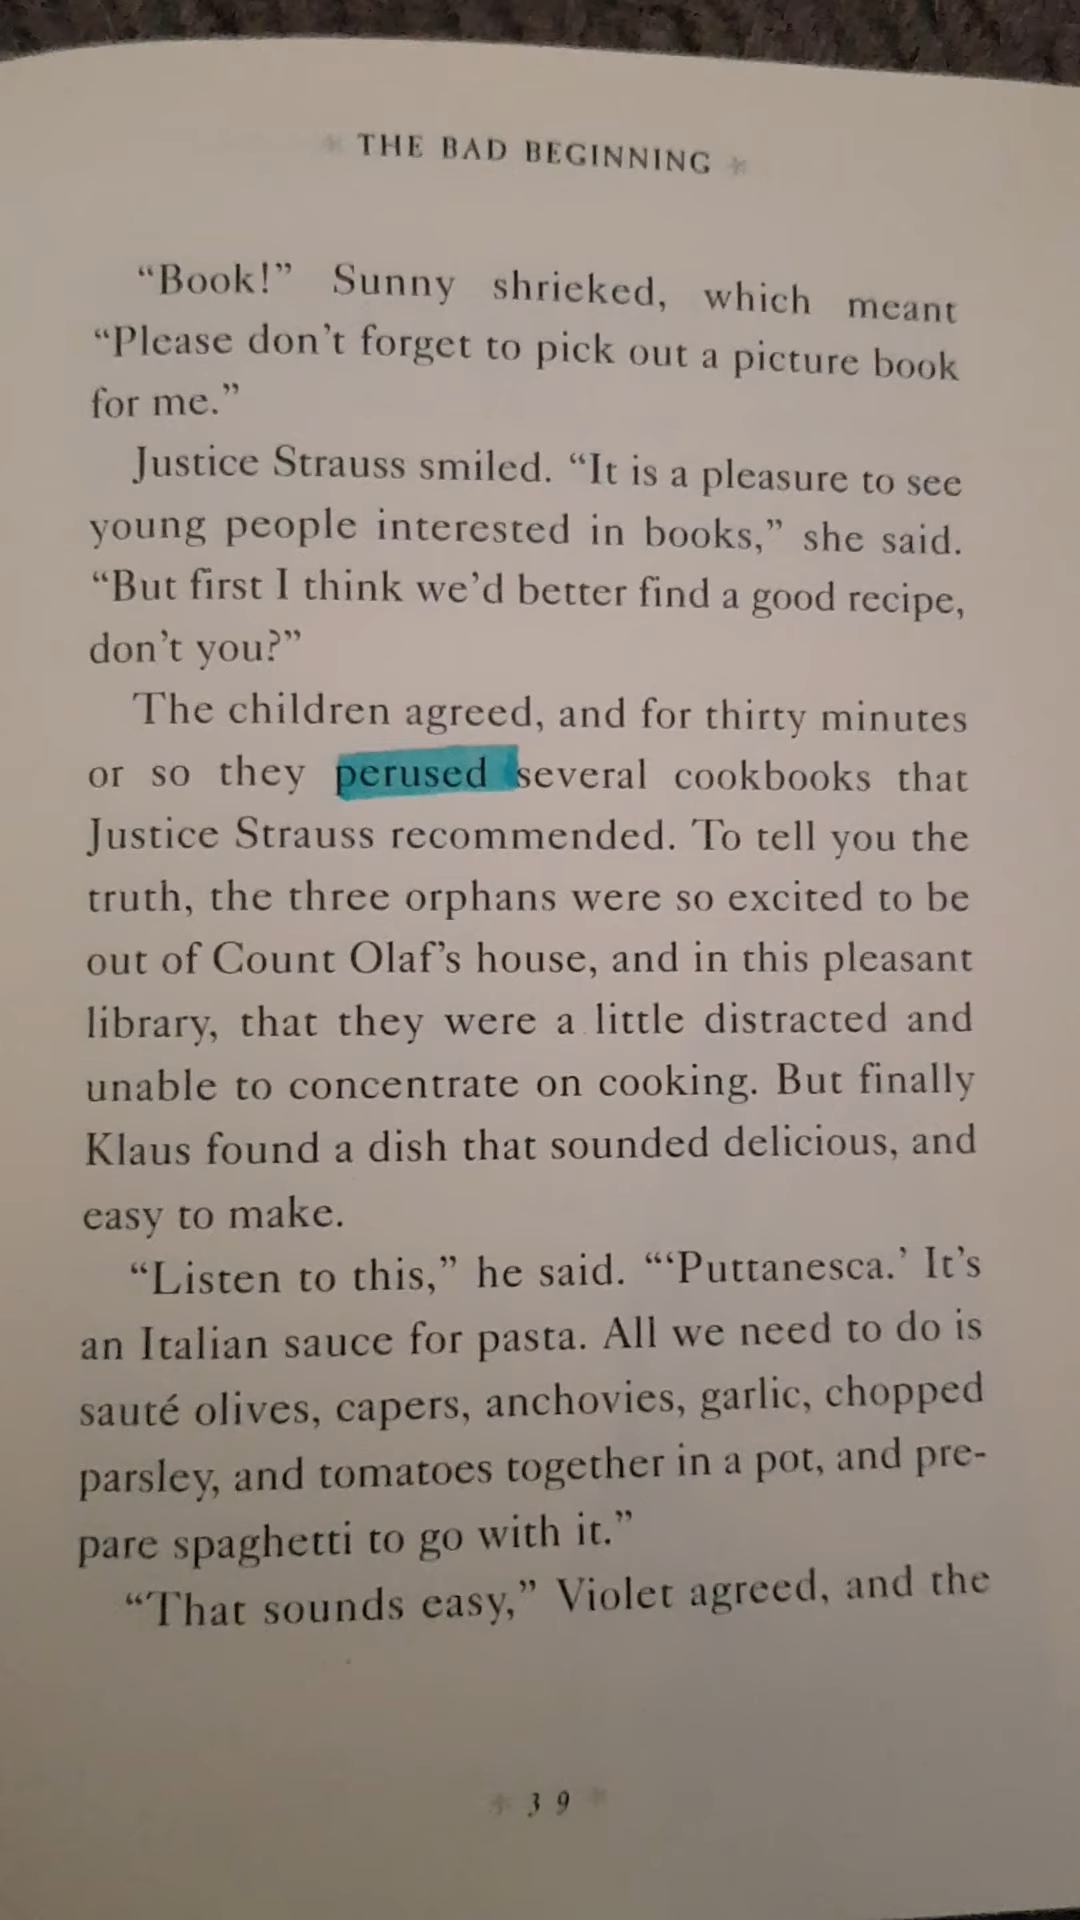 THE BAD BEGINNING
“Book!” Sunny shrieked, which meant
“Please don’t forget to pick out a picture book
for me.”
Justice Strauss smiled. “It is a pleasure to see
young people interested in books,” she said.
“But first I think we’d better find a good recipe,
don’t you?”
The children agreed, and for thirty minutes
or so they perused several cookbooks that
Justice Strauss recommended. To tell you the
truth, the three orphans were so excited to be
out of Count Olaf’s house, and in this pleasant
library, that they were a little distracted and
unable to concentrate on cooking. But finally
Klaus found a dish that sounded delicious, and
easy to make.
“Listen to this,” he said. “‘Puttanesca.’ It’s
an Italian sauce for pasta. All we need to do is
sauté olives, capers, anchovies, garlic, chopped
parsley, and tomatoes together in a pot, and pre-
pare spaghetti to go with it.”
“That sounds easy,” Violet agreed, and the
39